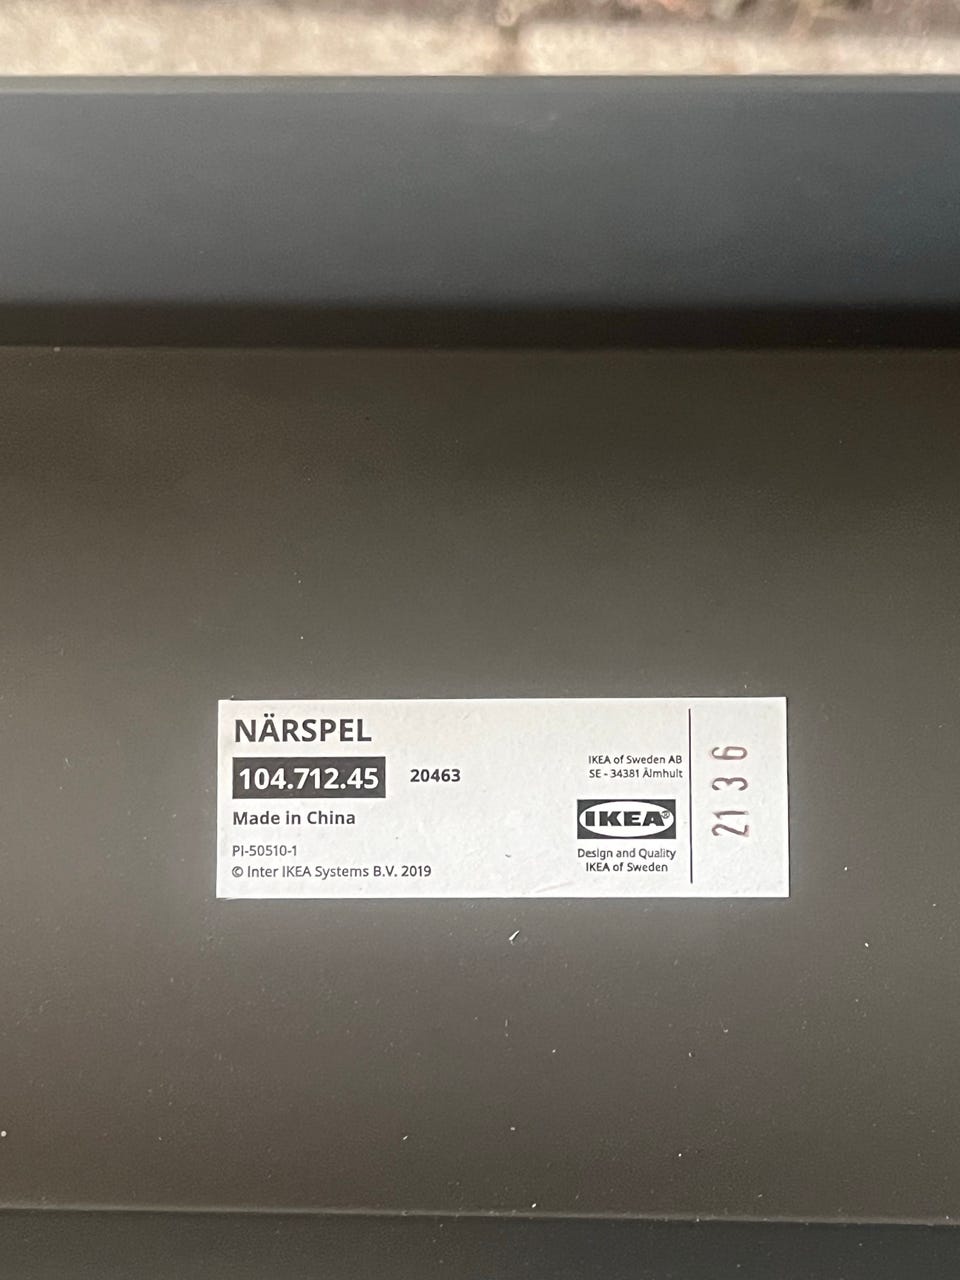 NÄRSPEL
104.712.45 20463
Made in China
PI-50510-1
© Inter IKEA Systems B.V. 2019
IKEA of Sweden AB
SE - 34381 Älmhult
IKEA®
Design and Quality
IKEA of Sweden
2136